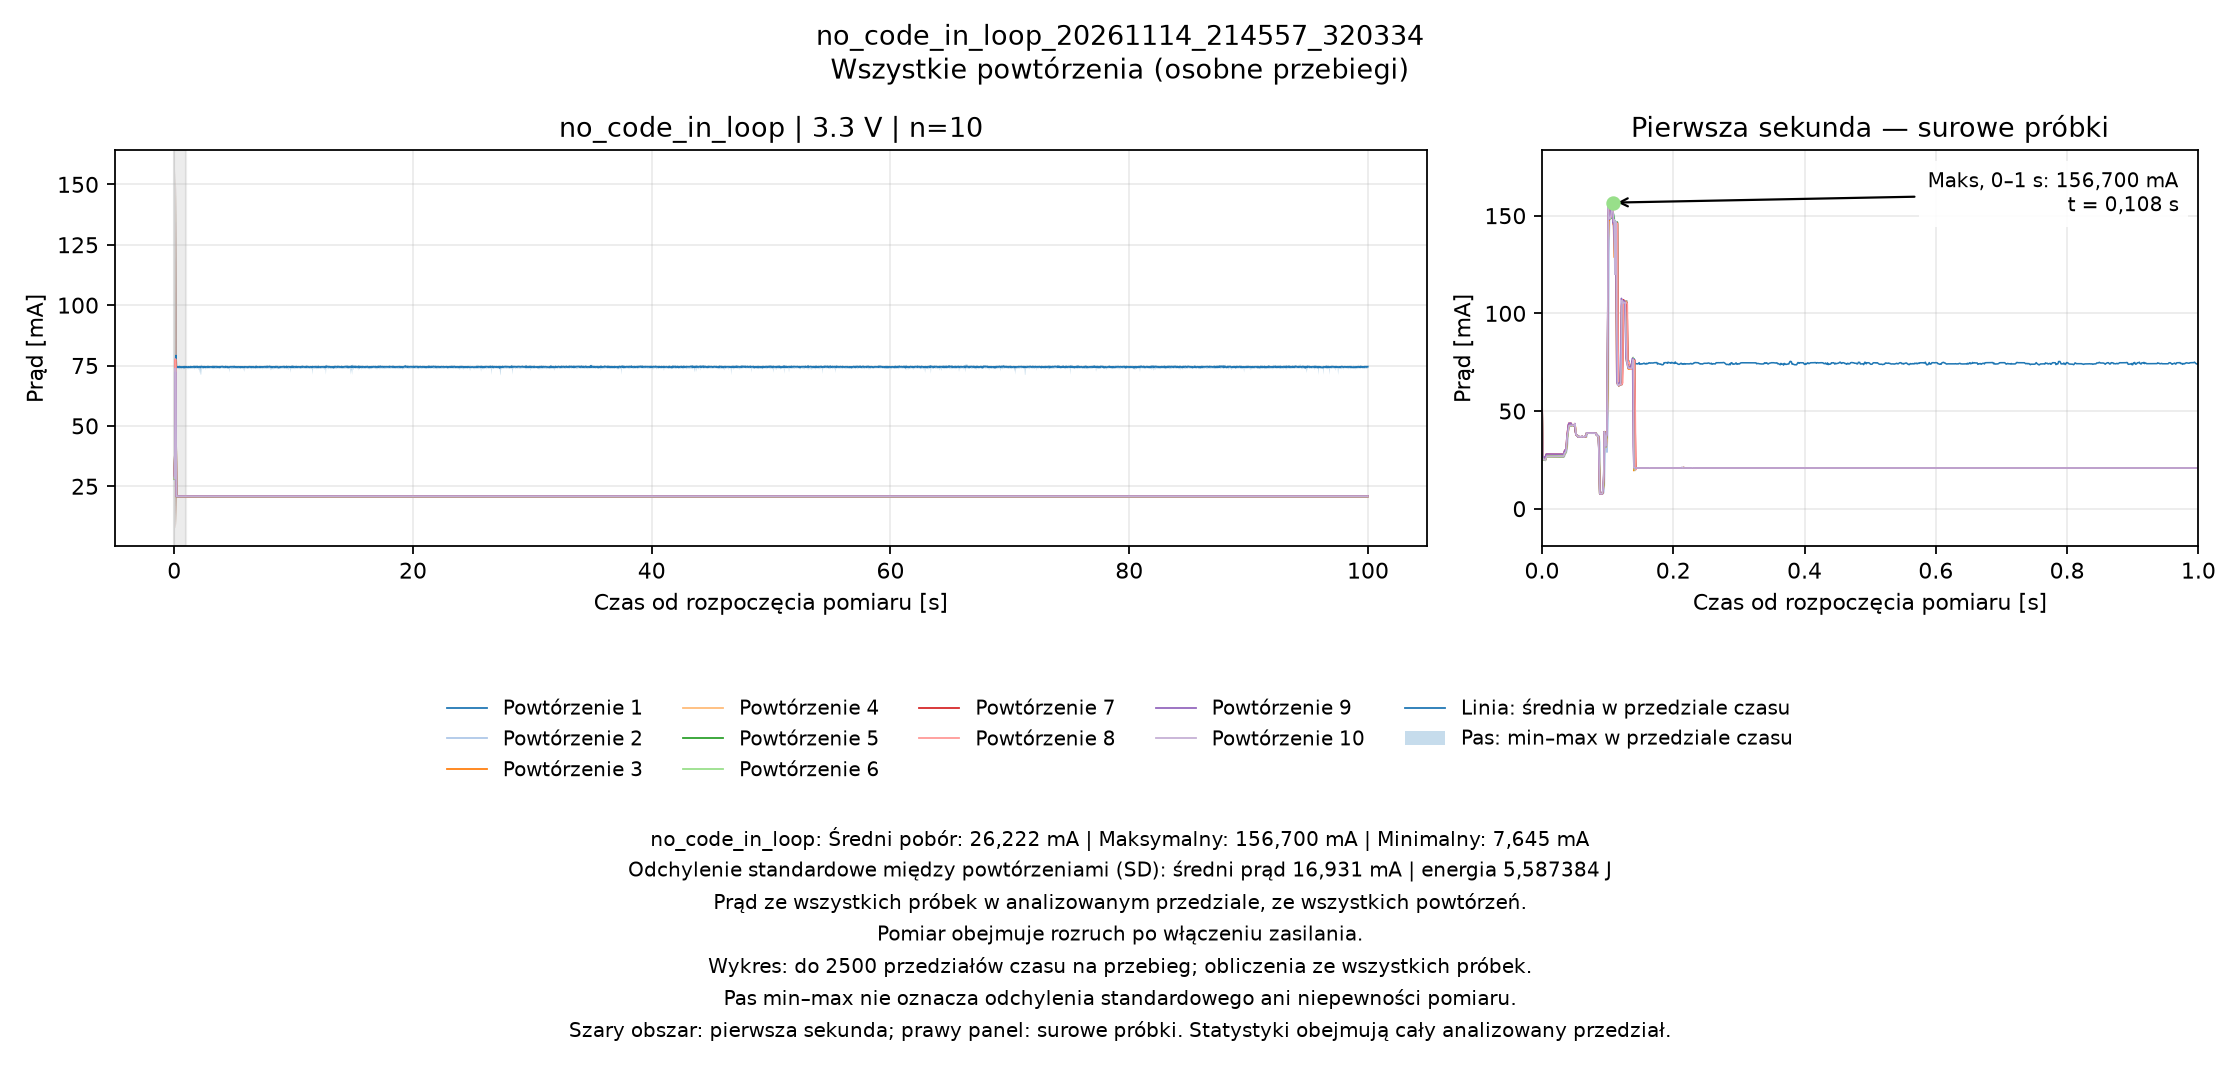 no_code_in_loop_20261114_214557_320334
Wszystkie powtórzenia (osobne przebiegi)
no_code_in_loop | 3.3 V | n=10
Prąd [mA]
150
125
100
75
50
25
0
20
40
60
80
100
Czas od rozpoczęcia pomiaru [s]
Pierwsza sekunda — surowe próbki
Maks, 0–1 s: 156,700 mA
t = 0,108 s
Prąd [mA]
150
100
50
0
0.0
0.2
0.4
0.6
0.8
1.0
Czas od rozpoczęcia pomiaru [s]
Powtórzenie 1
Powtórzenie 2
Powtórzenie 3
Powtórzenie 4
Powtórzenie 5
Powtórzenie 6
Powtórzenie 7
Powtórzenie 8
Powtórzenie 9
Powtórzenie 10
Linia: średnia w przedziale czasu
Pas: min–max w przedziale czasu
no_code_in_loop: Średni pobór: 26,222 mA | Maksymalny: 156,700 mA | Minimalny: 7,645 mA
Odchylenie standardowe między powtórzeniami (SD): średni prąd 16,931 mA | energia 5,587384 J
Prąd ze wszystkich próbek w analizowanym przedziale, ze wszystkich powtórzeń.
Pomiar obejmuje rozruch po włączeniu zasilania.
Wykres: do 2500 przedziałów czasu na przebieg; obliczenia ze wszystkich próbek.
Pas min–max nie oznacza odchylenia standardowego ani niepewności pomiaru.
Szary obszar: pierwsza sekunda; prawy panel: surowe próbki. Statystyki obejmują cały analizowany przedział.